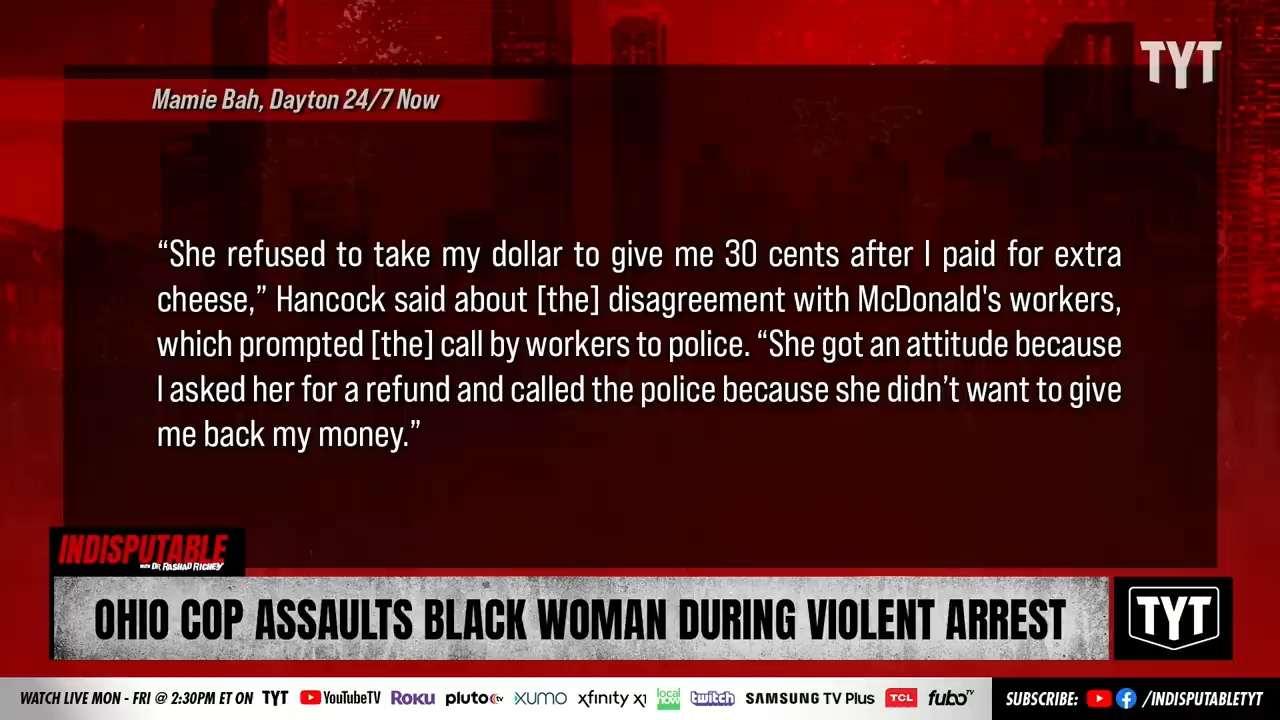 TYT
Mamie Bah, Dayton 24/7 Now
“She refused to take my dollar to give me 30 cents after I paid for extra
cheese,” Hancock said about [the] disagreement with McDonald's workers,
which prompted [the] call by workers to police. “She got an attitude because
I asked her for a refund and called the police because she didn’t want to give
me back my money.”
INDISPUTABLE
WITH DR. RASHAD RICHEY
OHIO COP ASSAULTS BLACK WOMAN DURING VIOLENT ARREST
TYT
WATCH LIVE MON - FRI @ 2:30PM ET ON TYT YouTubeTV ROKU pluto tv XUMO xfinity x1 local now twitch SAMSUNG TV Plus TCL fubo TV SUBSCRIBE: /INDISPUTABLETYT